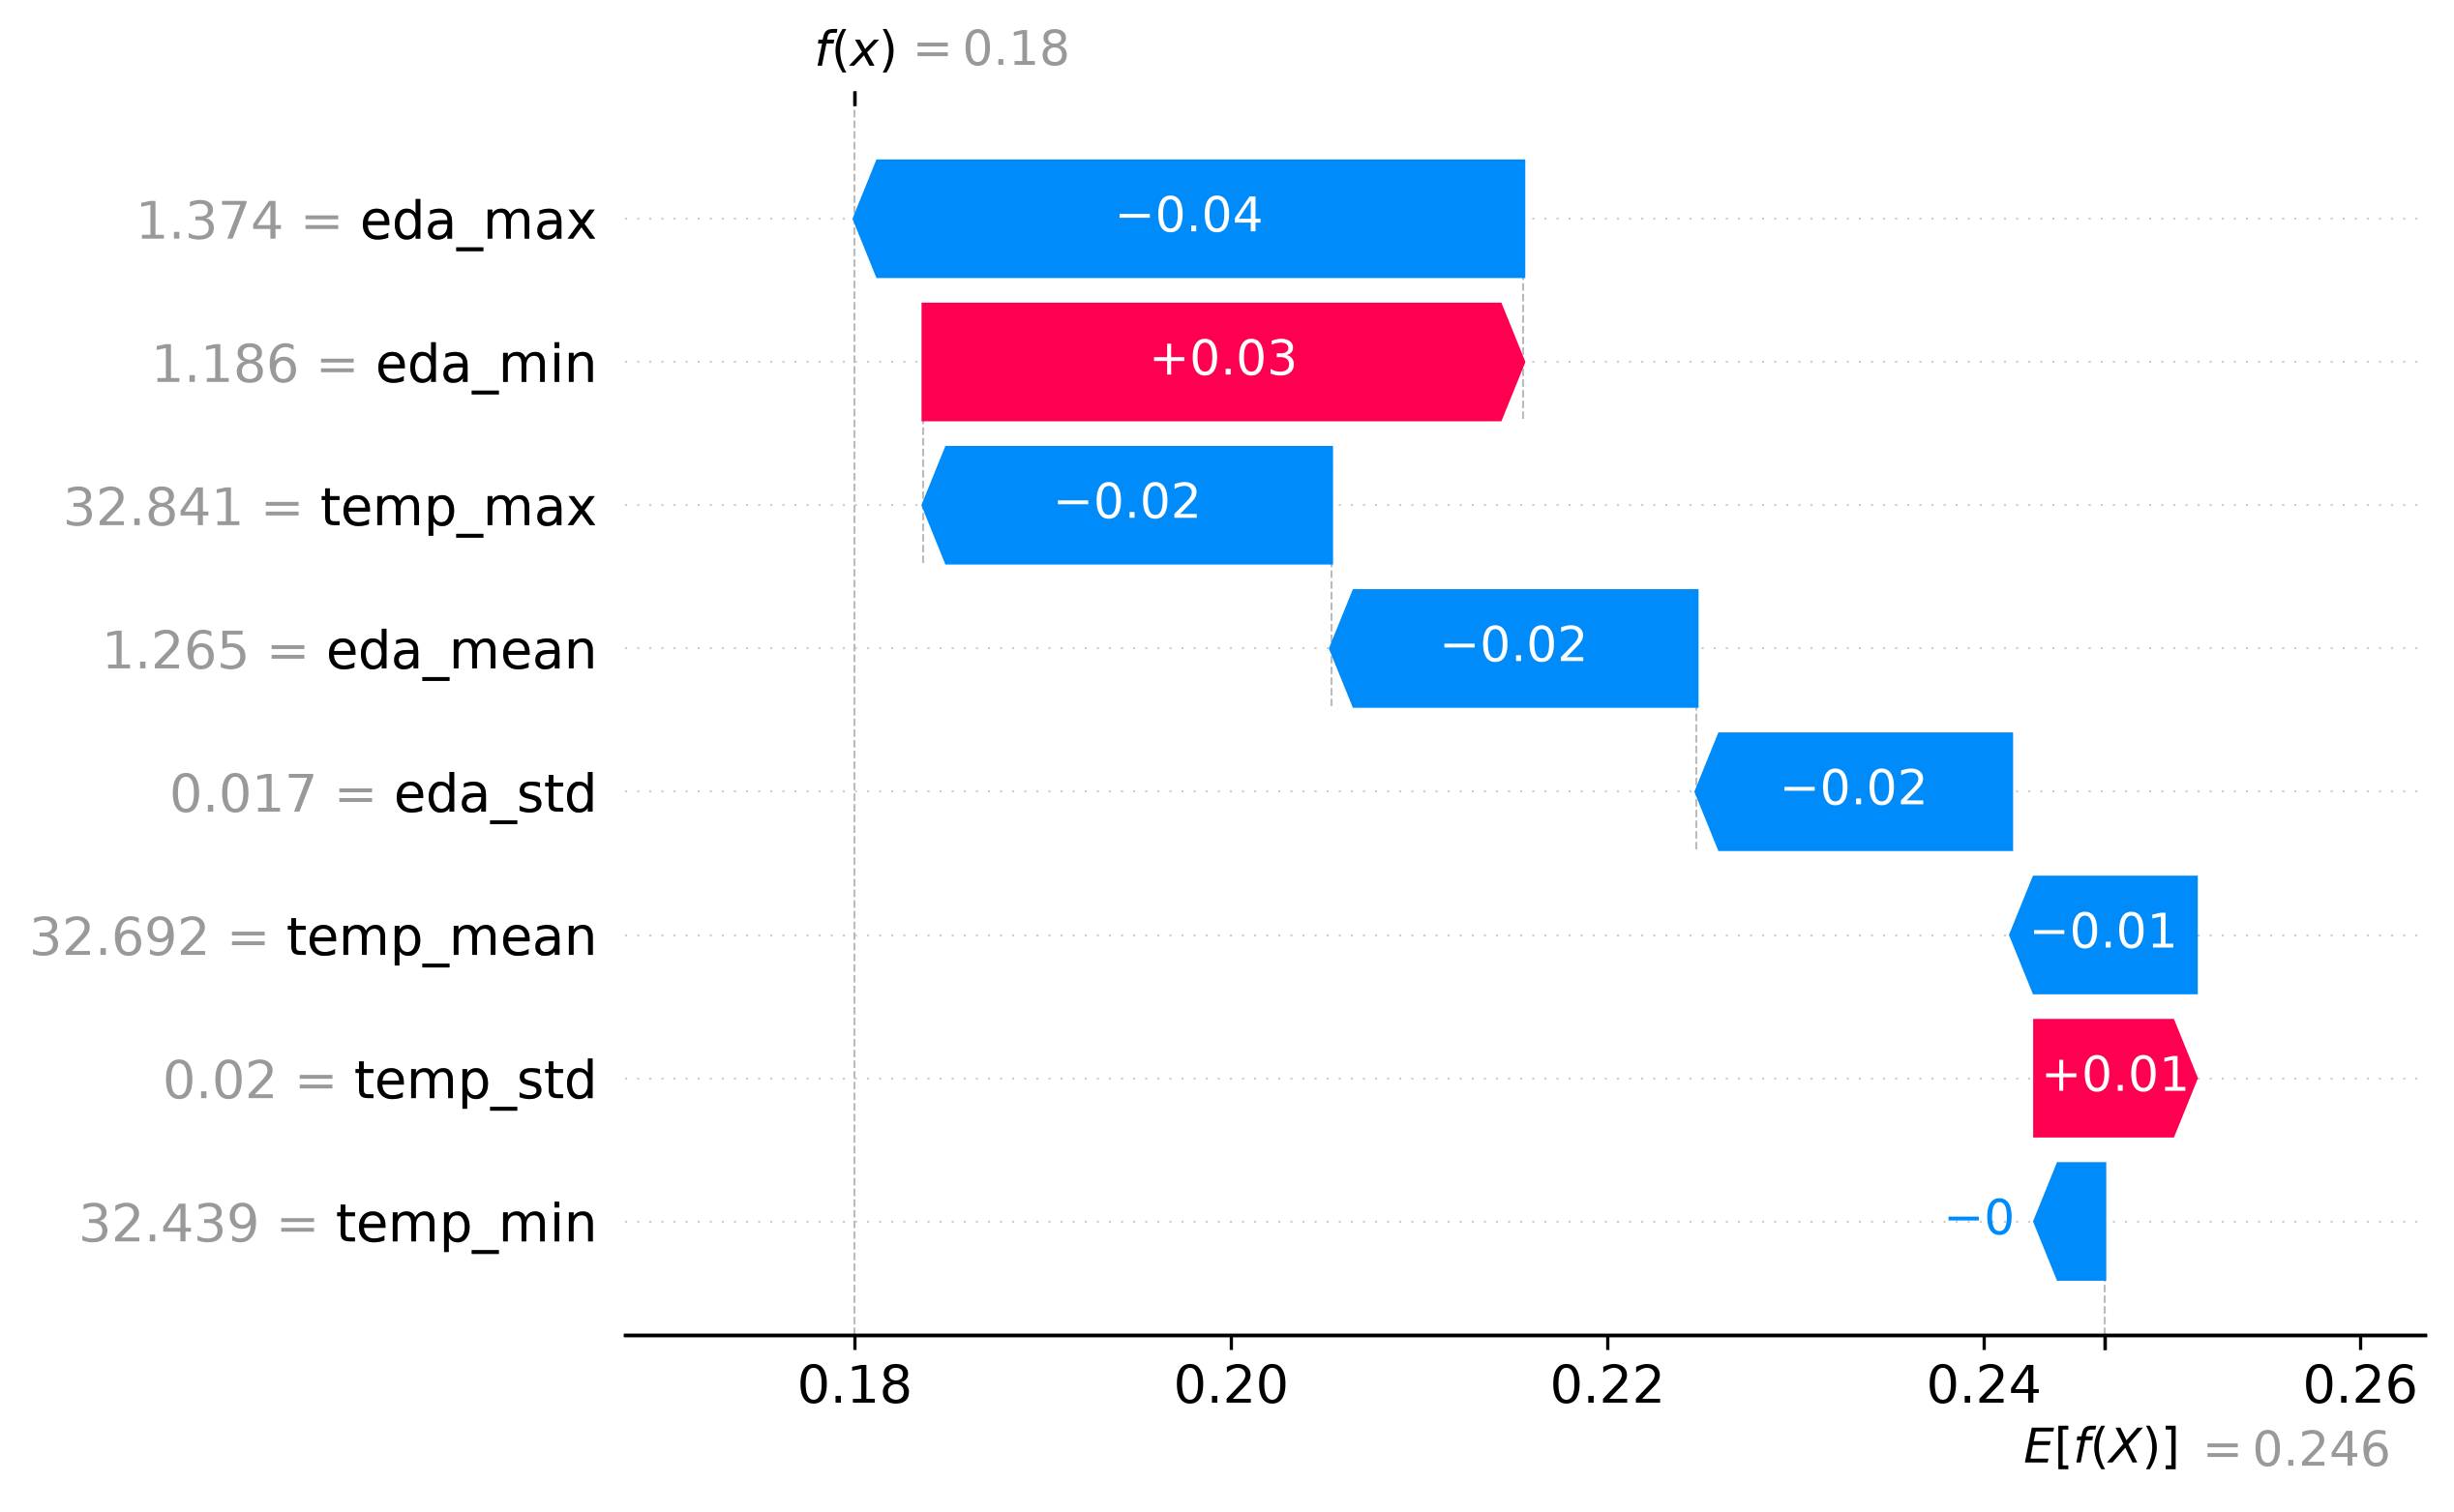 f(x) = 0.18
1.374 = eda_max
−0.04
1.186 = eda_min
+0.03
32.841 = temp_max
−0.02
1.265 = eda_mean
−0.02
0.017 = eda_std
−0.02
32.692 = temp_mean
−0.01
0.02 = temp_std
+0.01
32.439 = temp_min
−0
0.18 0.20 0.22 0.24 0.26
E[f(X)] = 0.246